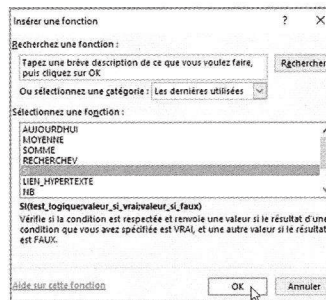 Insérer une fonction ? X
Recherchez une fonction :
Tapez une brève description de ce que vous voulez faire,
puis cliquez sur OK
Rechercher
Ou sélectionnez une catégorie : Les dernières utilisées
Sélectionnez une fonction :
AUJOURDHUI
MOYENNE
SOMME
RECHERCHEV
LIEN_HYPERTEXTE
NB
SI(test_logique;valeur_si_vrai;valeur_si_faux)
Vérifie si la condition est respectée et renvoie une valeur si le résultat d'une
condition que vous avez spécifiée est VRAI, et une autre valeur si le résultat
est FAUX.
Aide sur cette fonction
OK Annuler